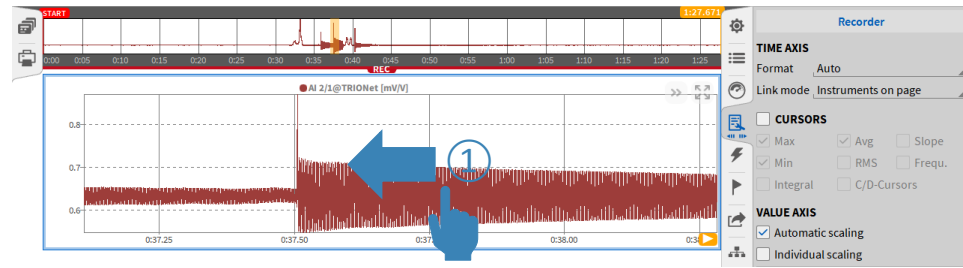 START
1:27.671
0:00 0:05 0:10 0:15 0:20 0:25 0:30 0:35 0:40 0:45 0:50 0:55 1:00 1:05 1:10 1:15 1:20 1:25
REC
AI 2/1@TRIONet [mV/V]
0.8
0.7
0.6
0:37.25 0:37.50 0:38.00
1
Recorder
TIME AXIS
Format Auto
Link mode Instruments on page
CURSORS
Max Avg Slope
Min RMS Frequ.
Integral C/D-Cursors
VALUE AXIS
Automatic scaling
Individual scaling